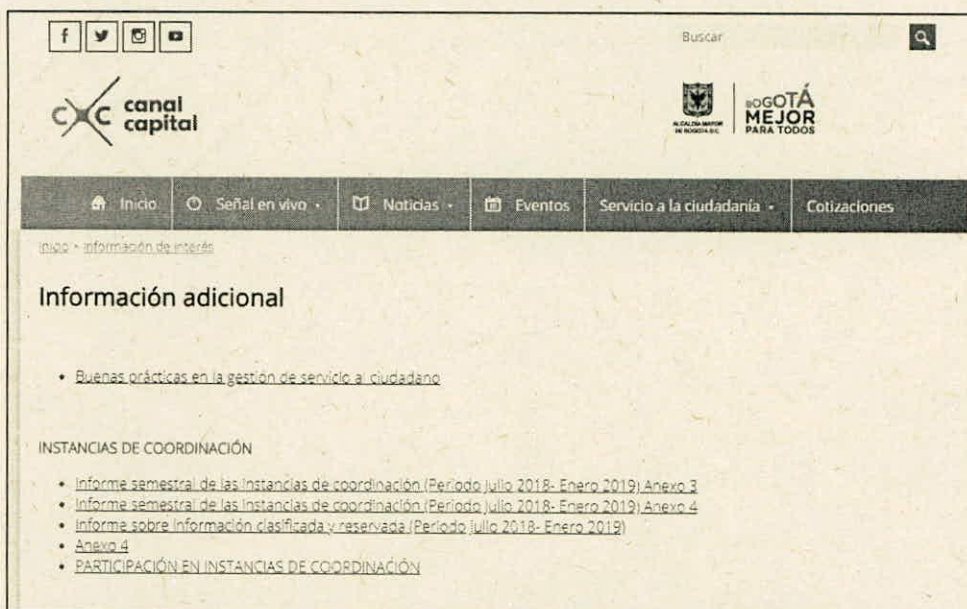 Buscar
canal
capital
ALCALDÍA MAYOR
DE BOGOTÁ D.C.
BOGOTÁ
MEJOR
PARA TODOS
Inicio
Señal en vivo
Noticias
Eventos
Servicio a la ciudadanía
Cotizaciones
Inicio • Información de interés
Información adicional
• Buenas prácticas en la gestión de servicio al ciudadano
INSTANCIAS DE COORDINACIÓN
• Informe semestral de las Instancias de coordinación (Periodo Julio 2018- Enero 2019) Anexo 3
• Informe semestral de las Instancias de coordinación (Periodo Julio 2018- Enero 2019) Anexo 4
• Informe sobre Información clasificada y reservada (Periodo Julio 2018- Enero 2019)
• Anexo 4
• PARTICIPACIÓN EN INSTANCIAS DE COORDINACIÓN